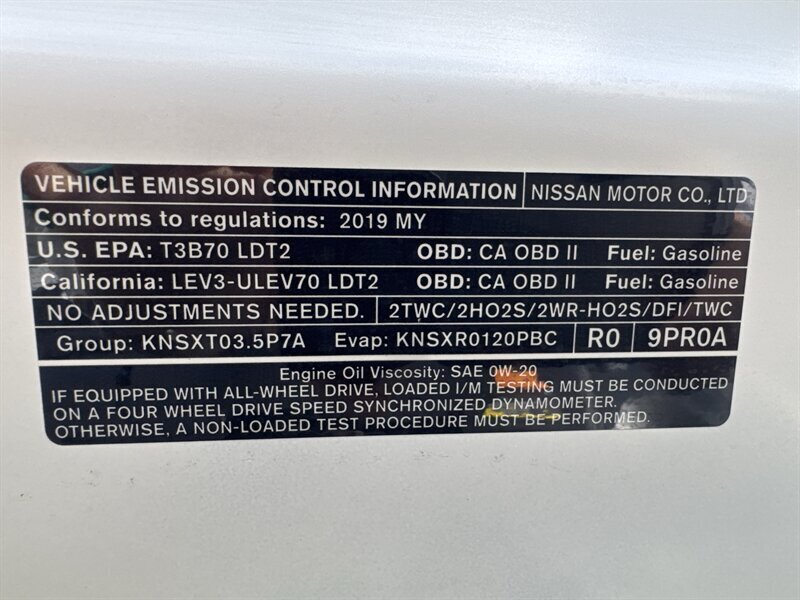 VEHICLE EMISSION CONTROL INFORMATION NISSAN MOTOR CO., LTD
Conforms to regulations: 2019 MY
U.S. EPA: T3B70 LDT2 OBD: CA OBD II Fuel: Gasoline
California: LEV3-ULEV70 LDT2 OBD: CA OBD II Fuel: Gasoline
NO ADJUSTMENTS NEEDED. 2TWC/2HO2S/2WR-HO2S/DFI/TWC
Group: KNSXT03.5P7A Evap: KNSXR0120PBC R0 9PR0A
Engine Oil Viscosity: SAE 0W-20
IF EQUIPPED WITH ALL-WHEEL DRIVE, LOADED I/M TESTING MUST BE CONDUCTED
ON A FOUR WHEEL DRIVE SPEED SYNCHRONIZED DYNAMOMETER.
OTHERWISE, A NON-LOADED TEST PROCEDURE MUST BE PERFORMED.